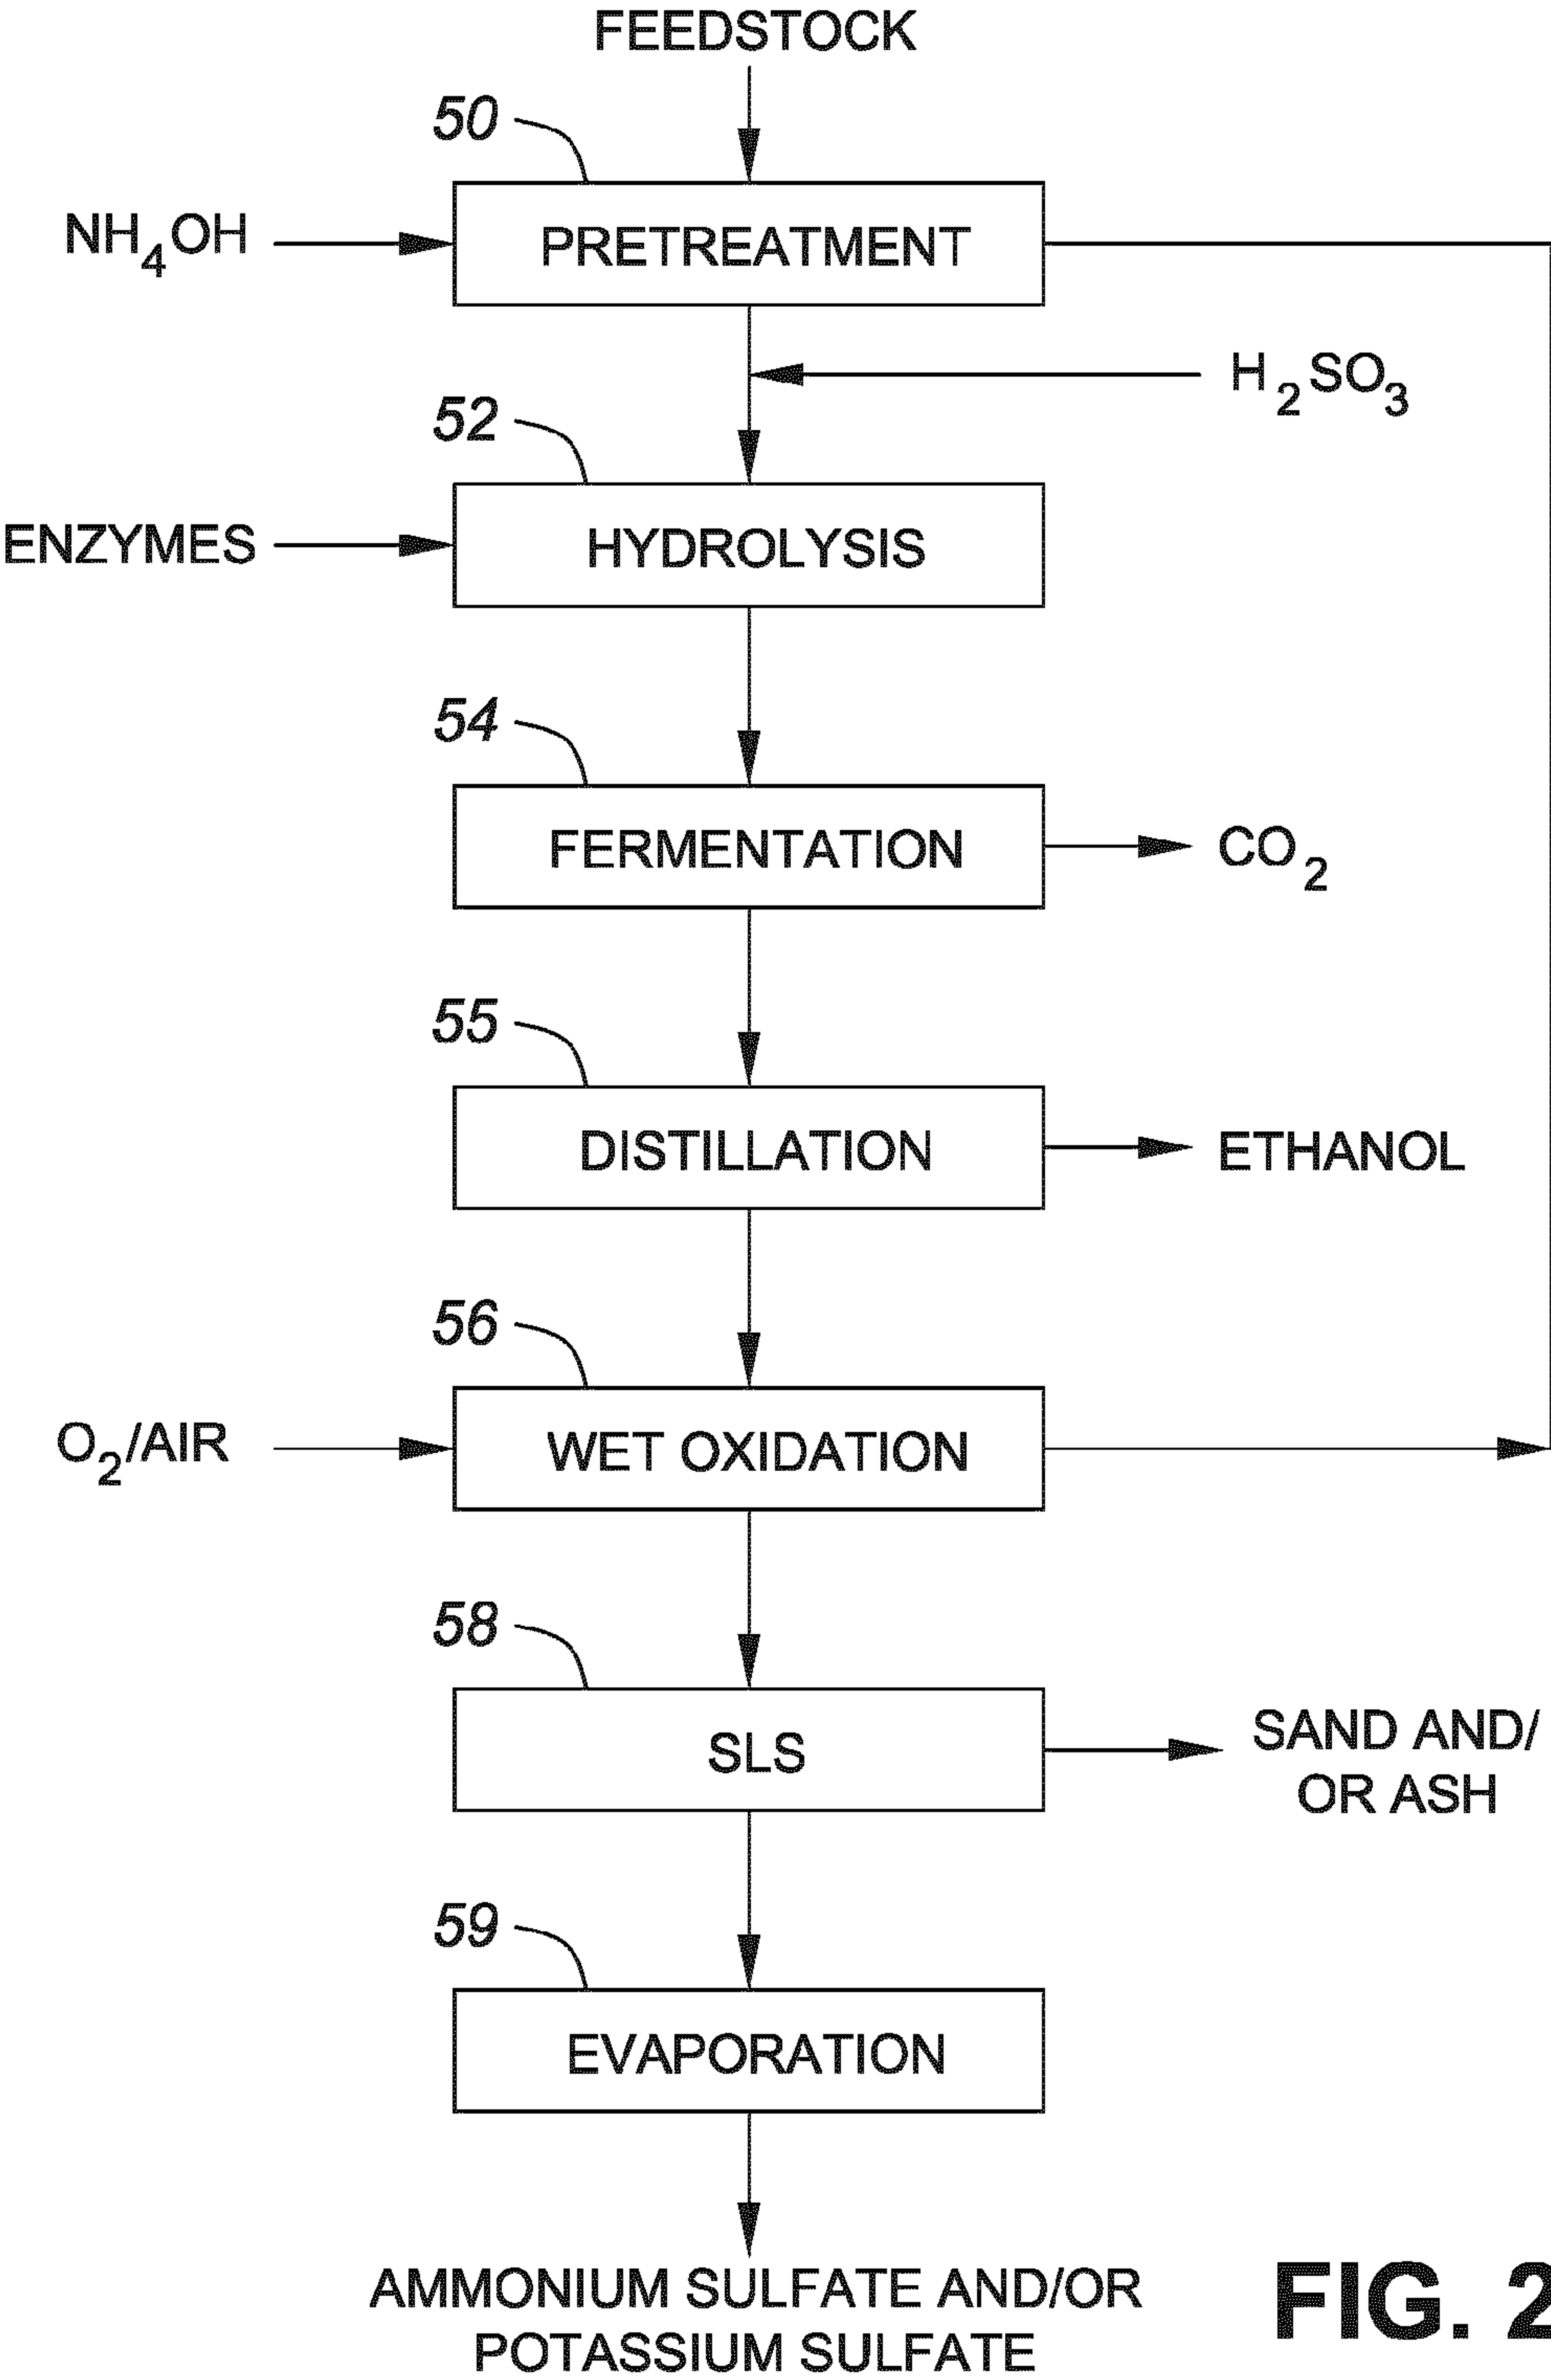 FEEDSTOCK
50
NH4OH
PRETREATMENT
H2SO3
52
ENZYMES
HYDROLYSIS
54
FERMENTATION
CO2
55
DISTILLATION
ETHANOL
56
O2/AIR
WET OXIDATION
58
SLS
SAND AND/
OR ASH
59
EVAPORATION
AMMONIUM SULFATE AND/OR
POTASSIUM SULFATE
FIG. 2